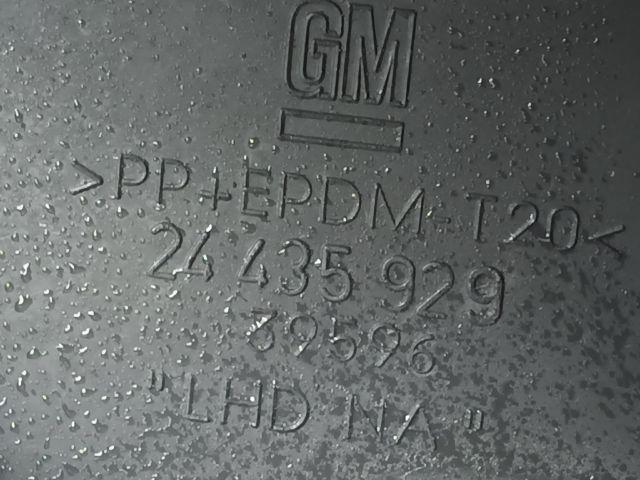 GM
>PP+EPDM-T20<
24 435 929
39596
"LHD NA"